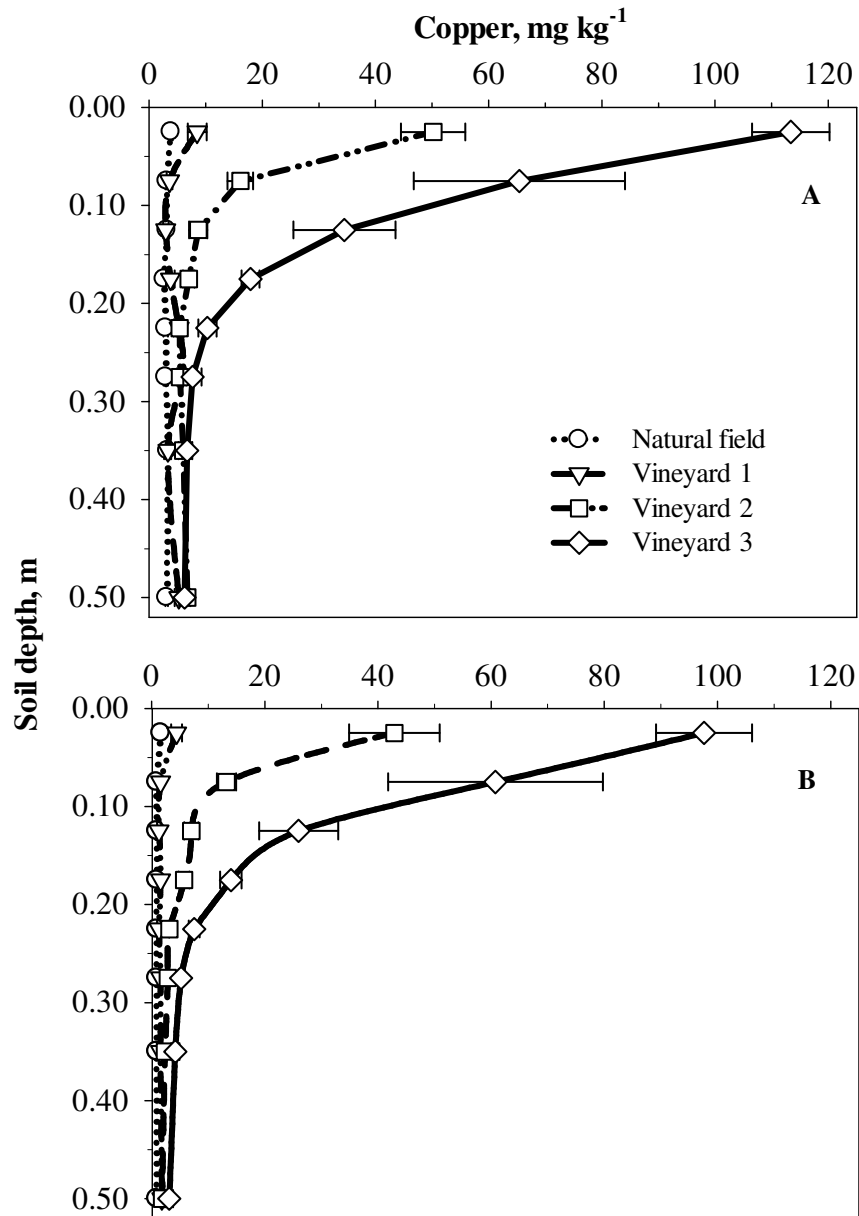 Copper, mg kg-1
0 20 40 60 80 100 120
0.00
0.10
A
0.20
0.30
0.40
0.50
Natural field
Vineyard 1
Vineyard 2
Vineyard 3
Soil depth, m
0 20 40 60 80 100 120
0.00
0.10
B
0.20
0.30
0.40
0.50